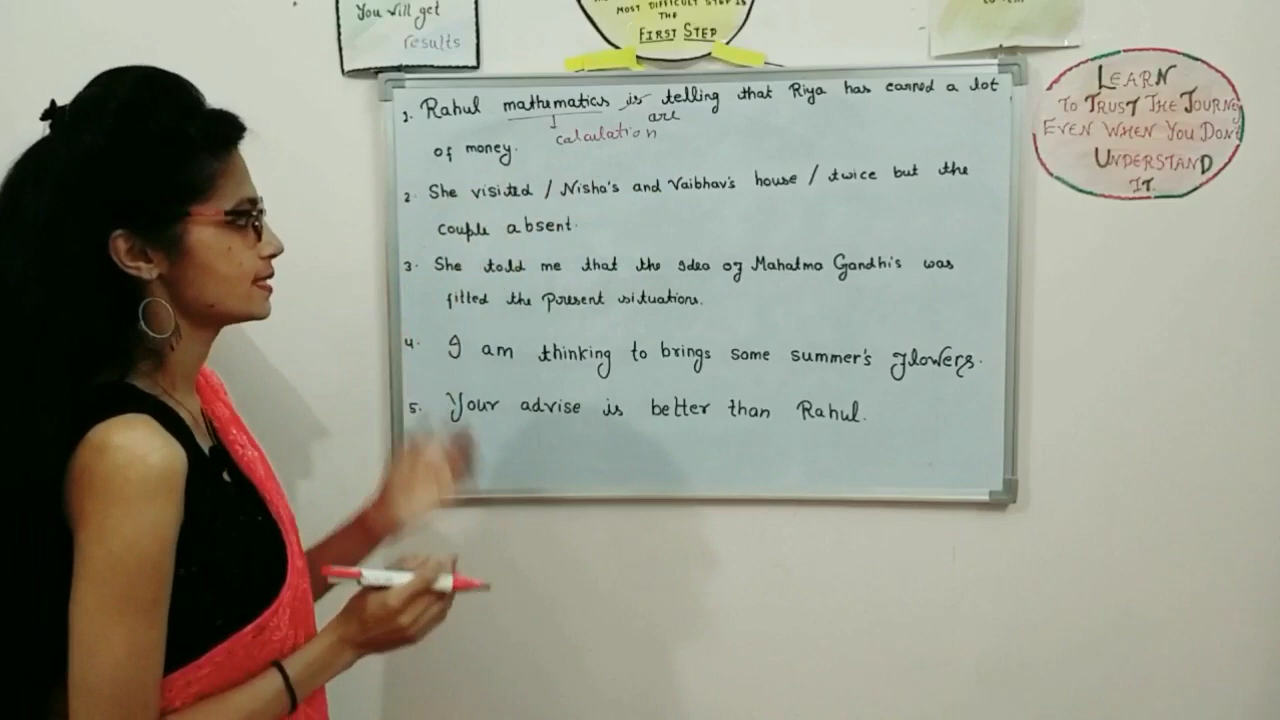 You will get
results
MOST DIFFICULT STEP IS
THE
FIRST STEP
1. Rahul mathematics is telling that Riya has earned a lot
are
calculation
of money.
2. She visited / Nisha's and Vaibhav's house / twice but the
couple absent.
3. She told me that the idea of Mahatma Gandhi's was
fitted the present situations.
4. I am thinking to brings some summer's flowers.
5. Your advise is better than Rahul.
LEARN
TO TRUST THE JOURNEY
EVEN WHEN YOU DON'T
UNDERSTAND
IT.